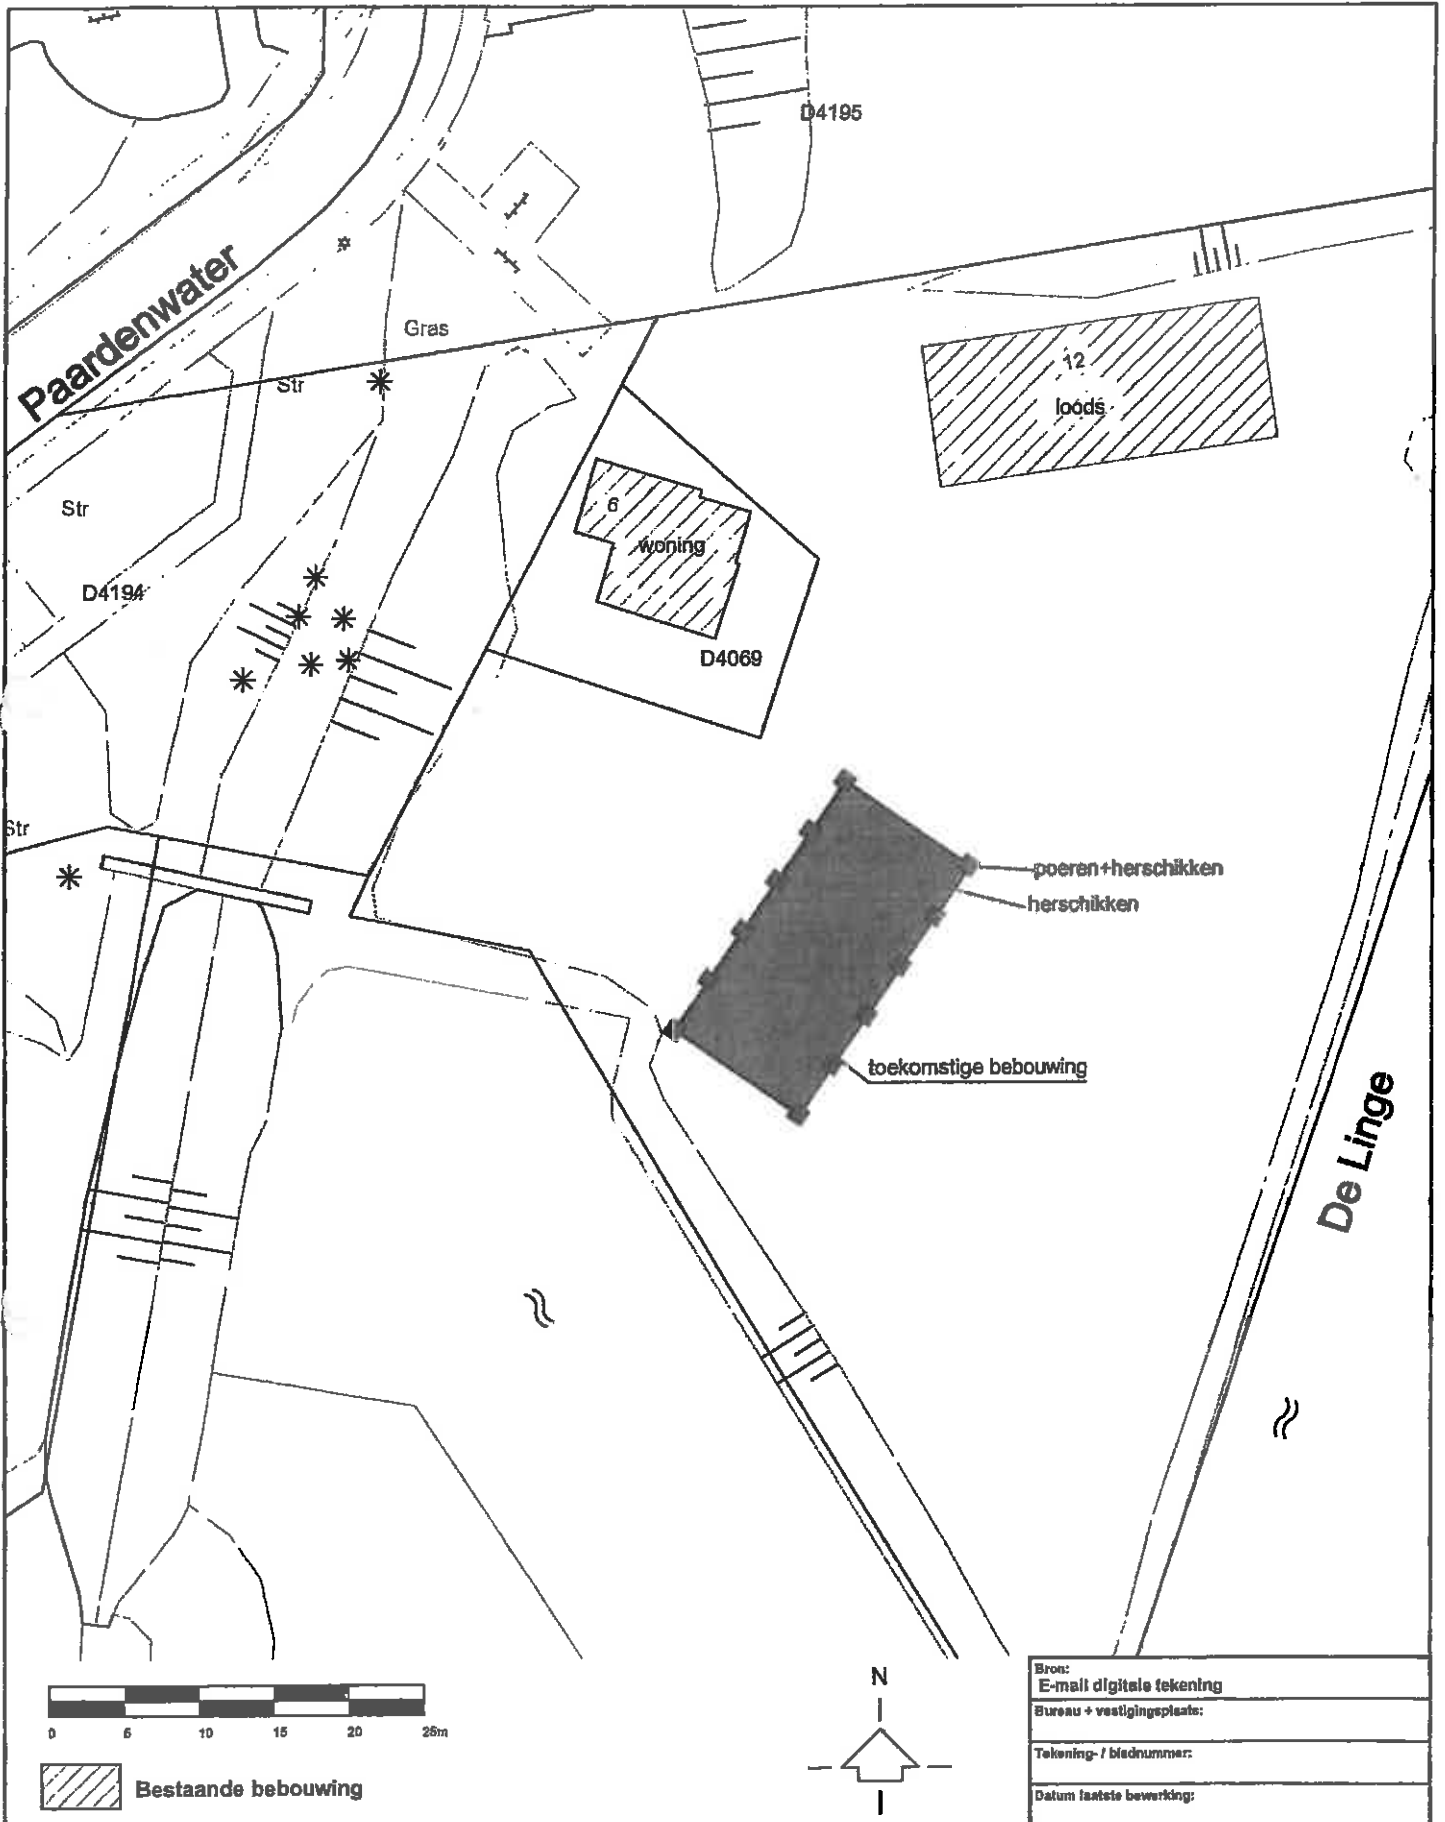 D4195
Paardenwater
Gras
Str
12
loods
Str
6
woning
D4194
D4069
Str
poeren+herschikken
herschikken
toekomstige bebouwing
De Linge
N
Bron:
E-mail digitale tekening
Bureau + vestigingsplaats:
Tekening- / bladnummer:
Datum laatste bewerking:
0 5 10 15 20 25m
Bestaande bebouwing